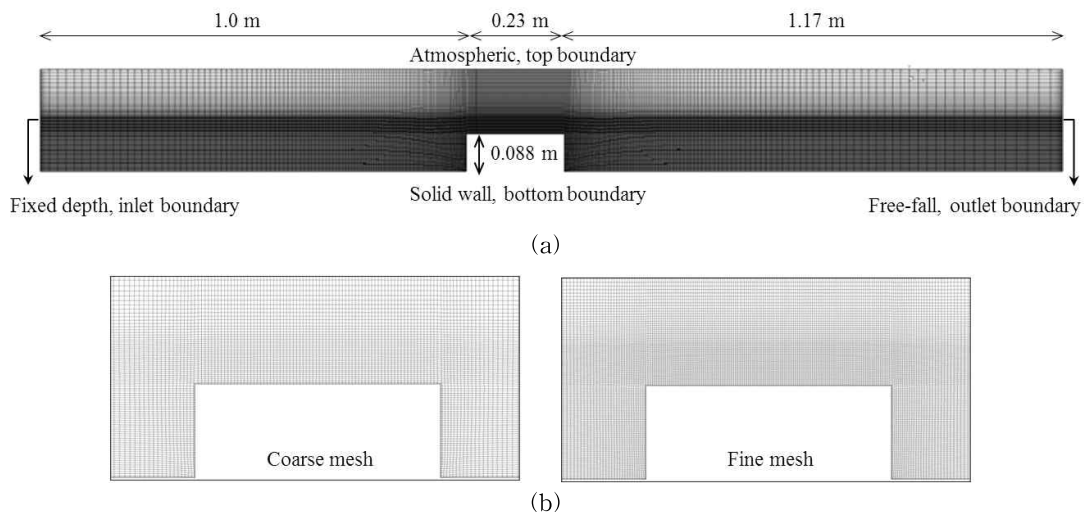 1.0 m
0.23 m
1.17 m
Atmospheric, top boundary
0.088 m
Solid wall, bottom boundary
Fixed depth, inlet boundary
Free-fall, outlet boundary
(a)
Coarse mesh
Fine mesh
(b)